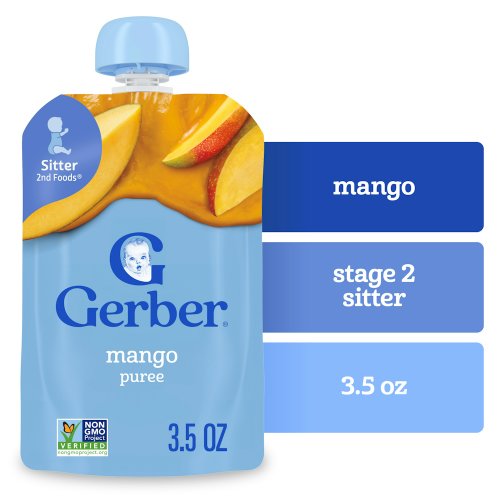 Sitter
2nd Foods®
G
Gerber®
mango
puree
NON
GMO
Project
VERIFIED
nongmoproject.org
3.5 OZ
mango
stage 2
sitter
3.5 oz